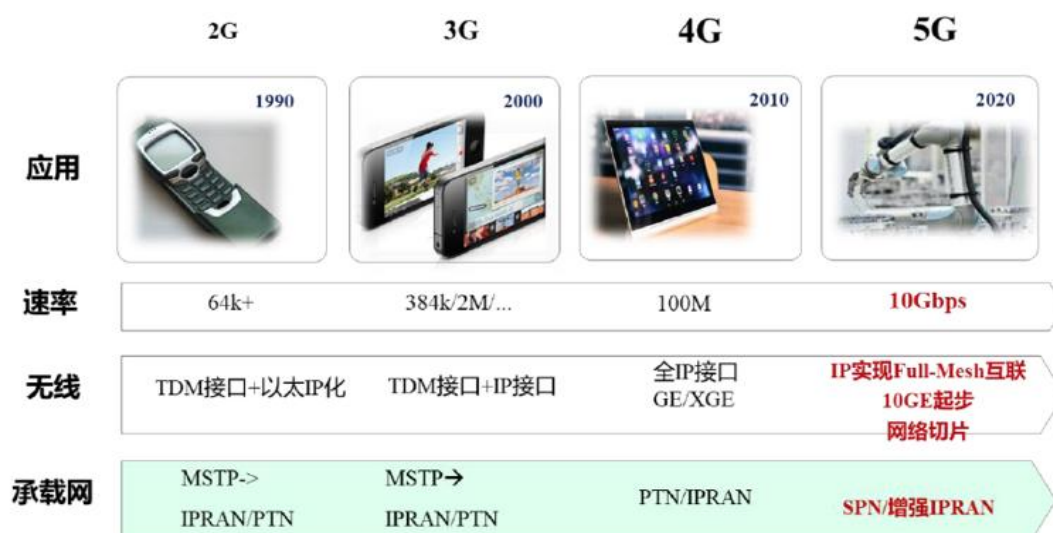 2G 3G 4G 5G
1990 2000 2010 2020
应用
速率 64k+ 384k/2M/... 100M 10Gbps
无线 TDM接口+以太IP化 TDM接口+IP接口 全IP接口 IP实现Full-Mesh互联
GE/XGE 10GE起步
网络切片
承载网 MSTP-> MSTP→ PTN/IPRAN SPN/增强IPRAN
IPRAN/PTN IPRAN/PTN